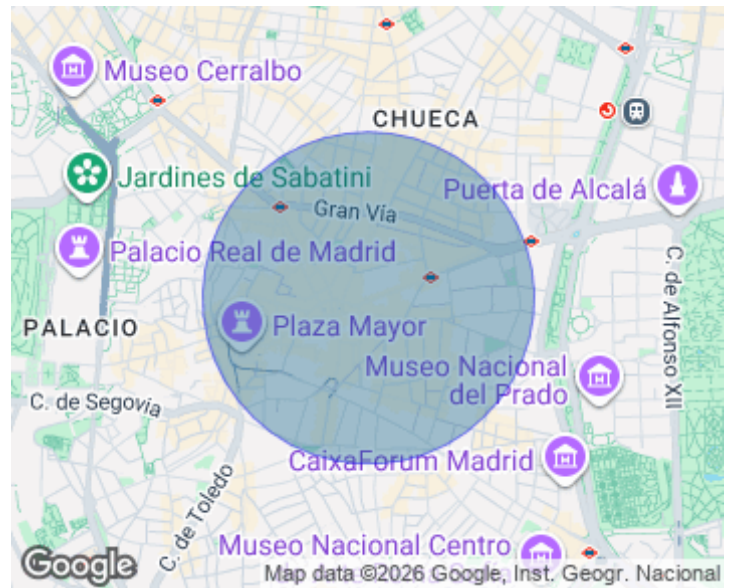 Museo Cerralbo
CHUECA
Jardines de Sabatini
Puerta de Alcalá
Gran Vía
Palacio Real de Madrid
C. de Alfonso XII
PALACIO
Plaza Mayor
Museo Nacional
del Prado
C. de Segovia
CaixaForum Madrid
C. de Toledo
Museo Nacional Centro
Google
Map data ©2026 Google, Inst. Geogr. Nacional